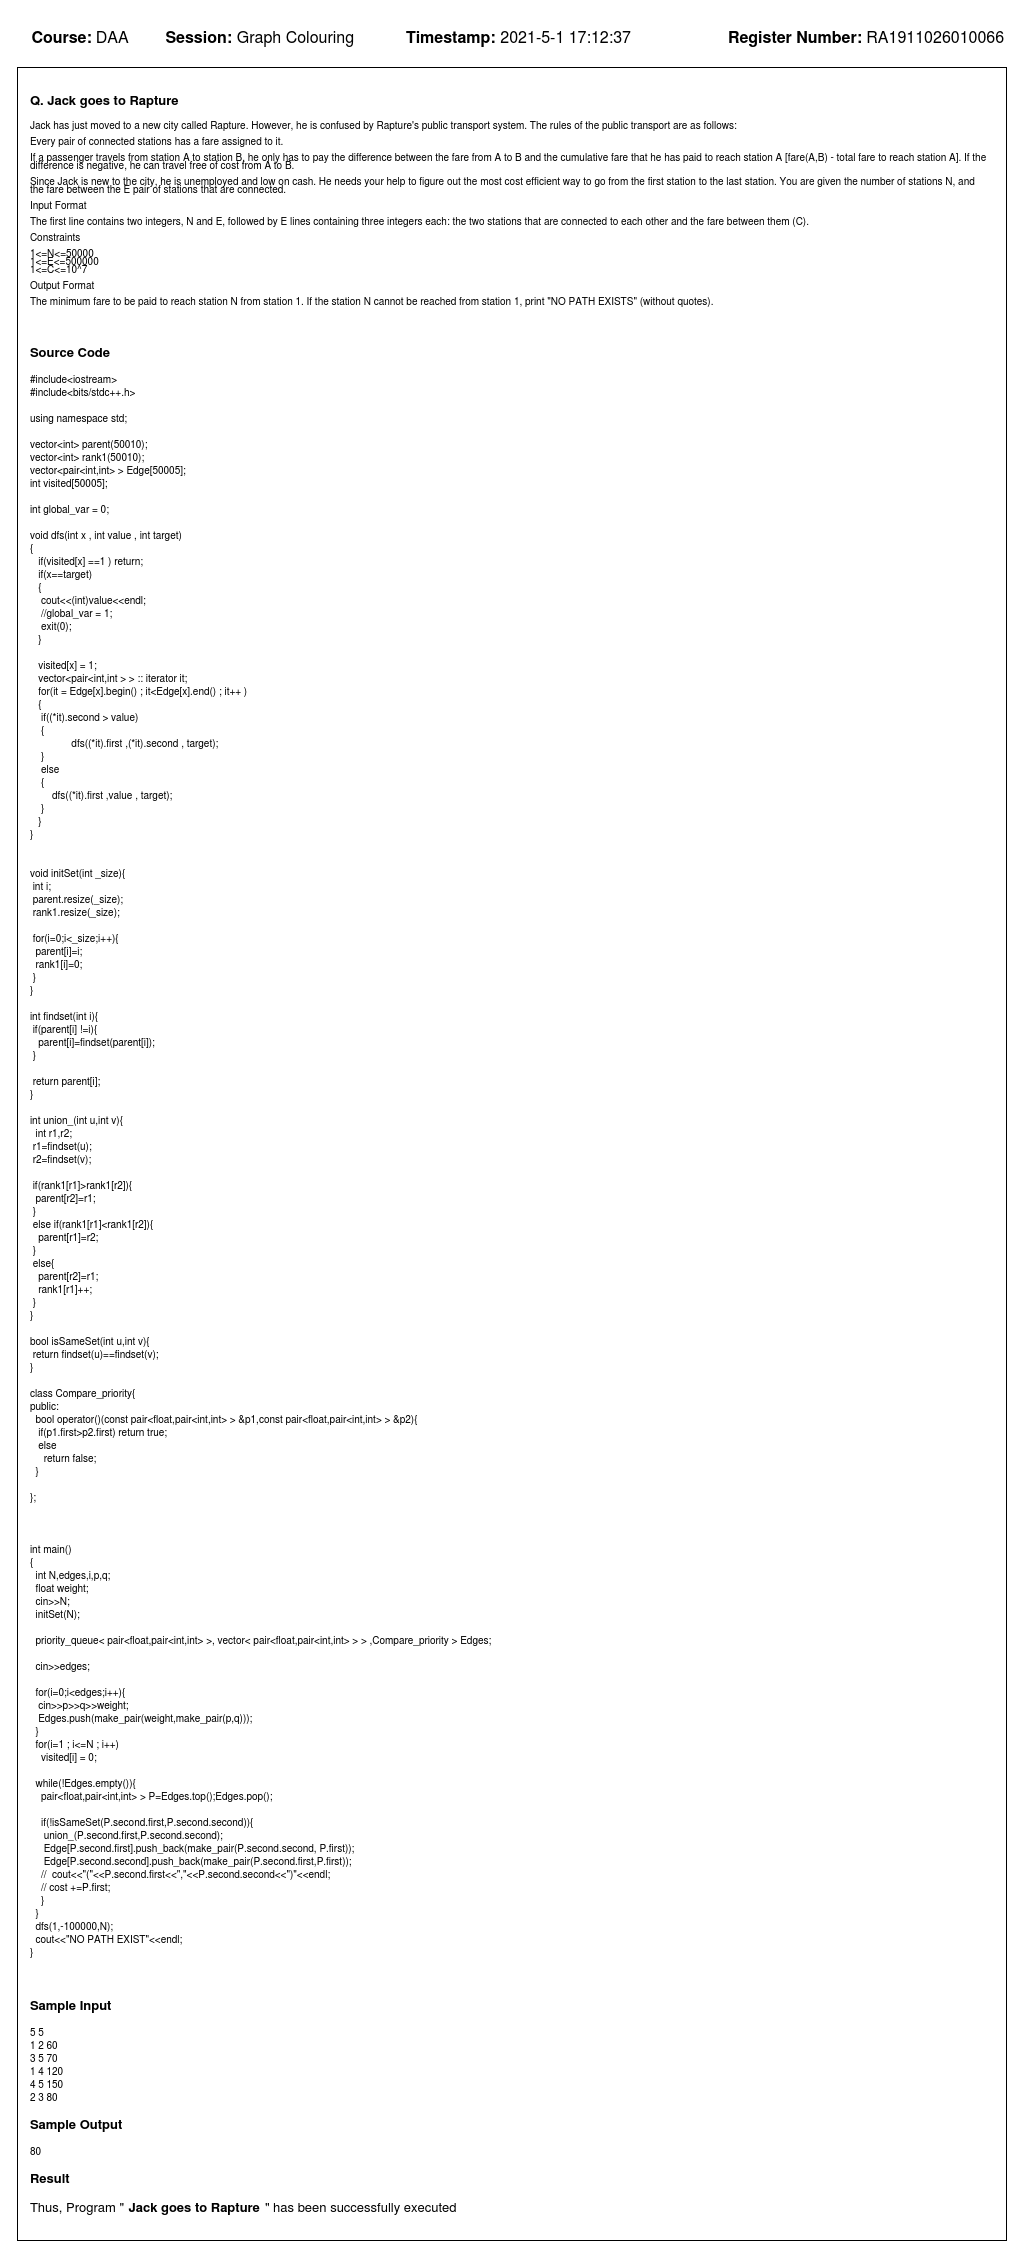 Course: DAA Session: Graph Colouring Timestamp: 2021-5-1 17:12:37 Register Number: RA1911026010066
Q. Jack goes to Rapture
Jack has just moved to a new city called Rapture. However, he is confused by Rapture's public transport system. The rules of the public transport are as follows:
Every pair of connected stations has a fare assigned to it.
If a passenger travels from station A to station B, he only has to pay the difference between the fare from A to B and the cumulative fare that he has paid to reach station A [fare(A,B) - total fare to reach station A]. If the
difference is negative, he can travel free of cost from A to B.
Since Jack is new to the city, he is unemployed and low on cash. He needs your help to figure out the most cost efficient way to go from the first station to the last station. You are given the number of stations N, and
the fare between the E pair of stations that are connected.
Input Format
The first line contains two integers, N and E, followed by E lines containing three integers each: the two stations that are connected to each other and the fare between them (C).
Constraints
1<=N<=50000
1<=E<=500000
1<=C<=10^7
Output Format
The minimum fare to be paid to reach station N from station 1. If the station N cannot be reached from station 1, print "NO PATH EXISTS" (without quotes).
Source Code
#include<iostream>
#include<bits/stdc++.h>
using namespace std;
vector<int> parent(50010);
vector<int> rank1(50010);
vector<pair<int,int> > Edge[50005];
int visited[50005];
int global_var = 0;
void dfs(int x , int value , int target)
{
if(visited[x] ==1 ) return;
if(x==target)
{
cout<<(int)value<<endl;
//global_var = 1;
exit(0);
}
visited[x] = 1;
vector<pair<int,int > > :: iterator it;
for(it = Edge[x].begin() ; it<Edge[x].end() ; it++ )
{
if((*it).second > value)
{
dfs((*it).first ,(*it).second , target);
}
else
{
dfs((*it).first ,value , target);
}
}
}
void initSet(int _size){
int i;
parent.resize(_size);
rank1.resize(_size);
for(i=0;i<_size;i++){
parent[i]=i;
rank1[i]=0;
}
}
int findset(int i){
if(parent[i] !=i){
parent[i]=findset(parent[i]);
}
return parent[i];
}
int union_(int u,int v){
int r1,r2;
r1=findset(u);
r2=findset(v);
if(rank1[r1]>rank1[r2]){
parent[r2]=r1;
}
else if(rank1[r1]<rank1[r2]){
parent[r1]=r2;
}
else{
parent[r2]=r1;
rank1[r1]++;
}
}
bool isSameSet(int u,int v){
return findset(u)==findset(v);
}
class Compare_priority{
public:
bool operator()(const pair<float,pair<int,int> > &p1,const pair<float,pair<int,int> > &p2){
if(p1.first>p2.first) return true;
else
return false;
}
};
int main()
{
int N,edges,i,p,q;
float weight;
cin>>N;
initSet(N);
priority_queue< pair<float,pair<int,int> >, vector< pair<float,pair<int,int> > > ,Compare_priority > Edges;
cin>>edges;
for(i=0;i<edges;i++){
cin>>p>>q>>weight;
Edges.push(make_pair(weight,make_pair(p,q)));
}
for(i=1 ; i<=N ; i++)
visited[i] = 0;
while(!Edges.empty()){
pair<float,pair<int,int> > P=Edges.top();Edges.pop();
if(!isSameSet(P.second.first,P.second.second)){
union_(P.second.first,P.second.second);
Edge[P.second.first].push_back(make_pair(P.second.second, P.first));
Edge[P.second.second].push_back(make_pair(P.second.first,P.first));
// cout<<"("<<P.second.first<<","<<P.second.second<<")"<<endl;
// cost +=P.first;
}
}
dfs(1,-100000,N);
cout<<"NO PATH EXIST"<<endl;
}
Sample Input
5 5
1 2 60
3 5 70
1 4 120
4 5 150
2 3 80
Sample Output
80
Result
Thus, Program " Jack goes to Rapture " has been successfully executed